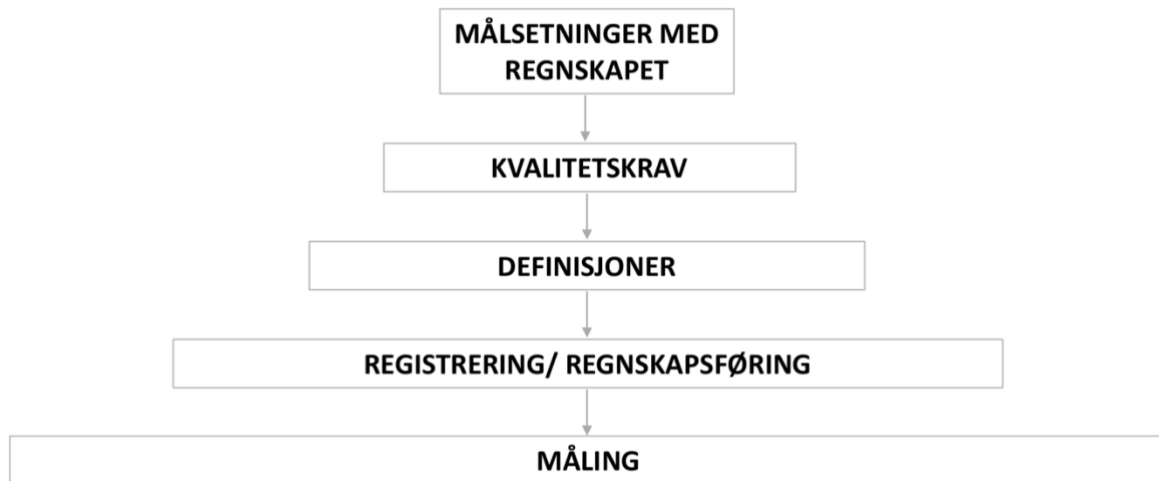 MÅLSETNINGER MED
REGNSKAPET
KVALITETSKRAV
DEFINISJONER
REGISTRERING/ REGNSKAPSFØRING
MÅLING